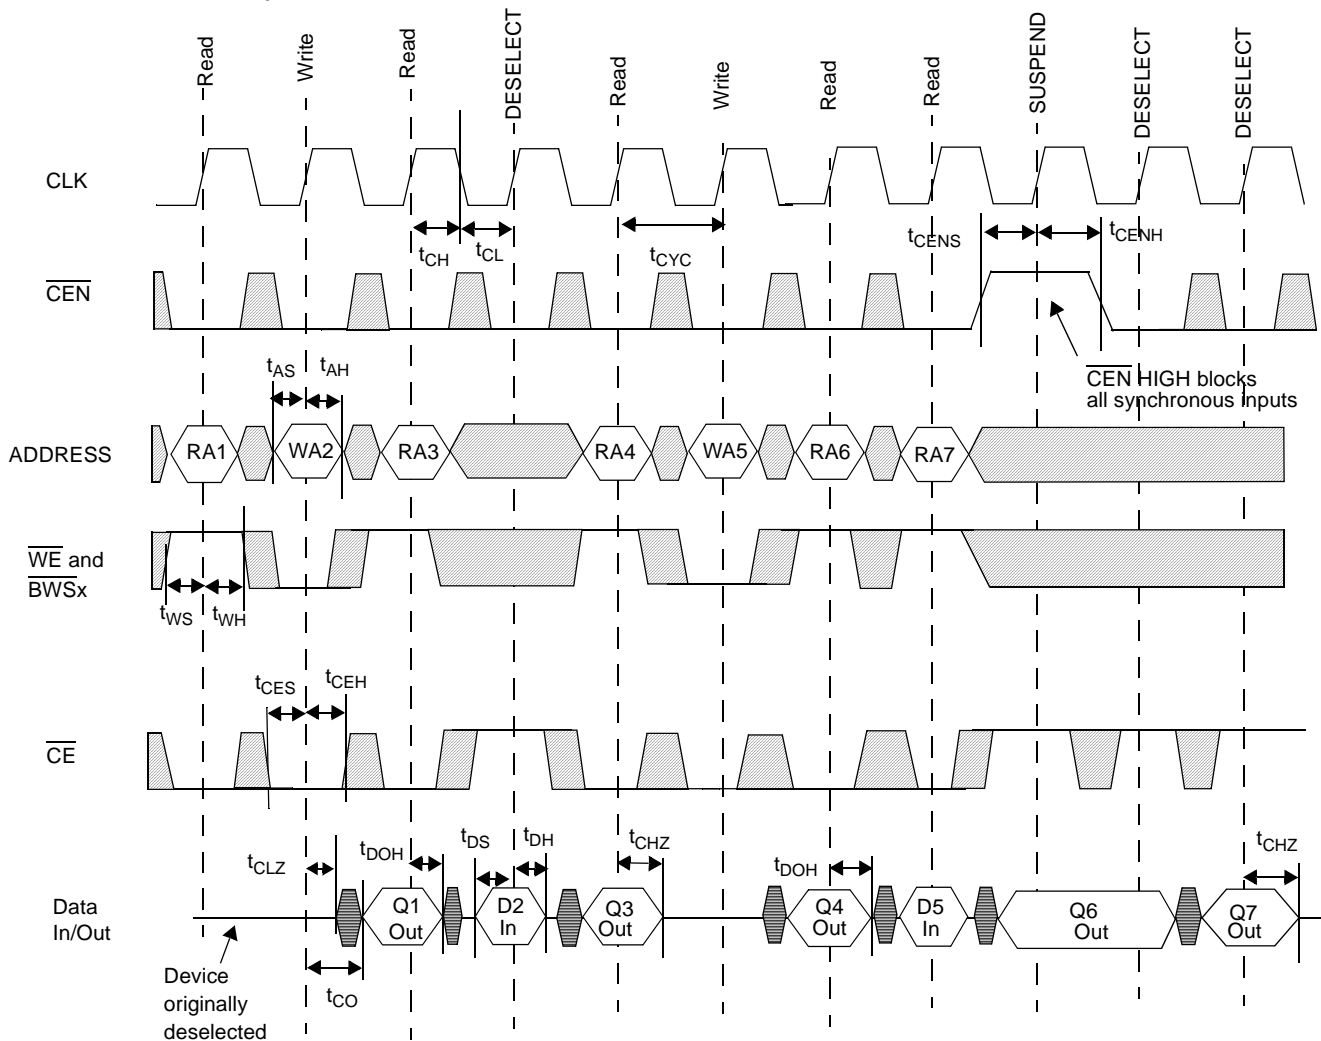 Read
Write
Read
DESELECT
Read
Write
Read
Read
SUSPEND
DESELECT
DESELECT
CLK
tCH
tCL
tCYC
tCENS
tCENH
CEN
CEN HIGH blocks
all synchronous inputs
tAS
tAH
ADDRESS
RA1
WA2
RA3
RA4
WA5
RA6
RA7
WE and
BWSx
tWS
tWH
tCES
tCEH
CE
tCLZ
tDOH
tDS
tDH
tCHZ
tDOH
tCHZ
Data
In/Out
Q1
Out
D2
In
Q3
Out
Q4
Out
D5
In
Q6
Out
Q7
Out
tCO
Device
originally
deselected